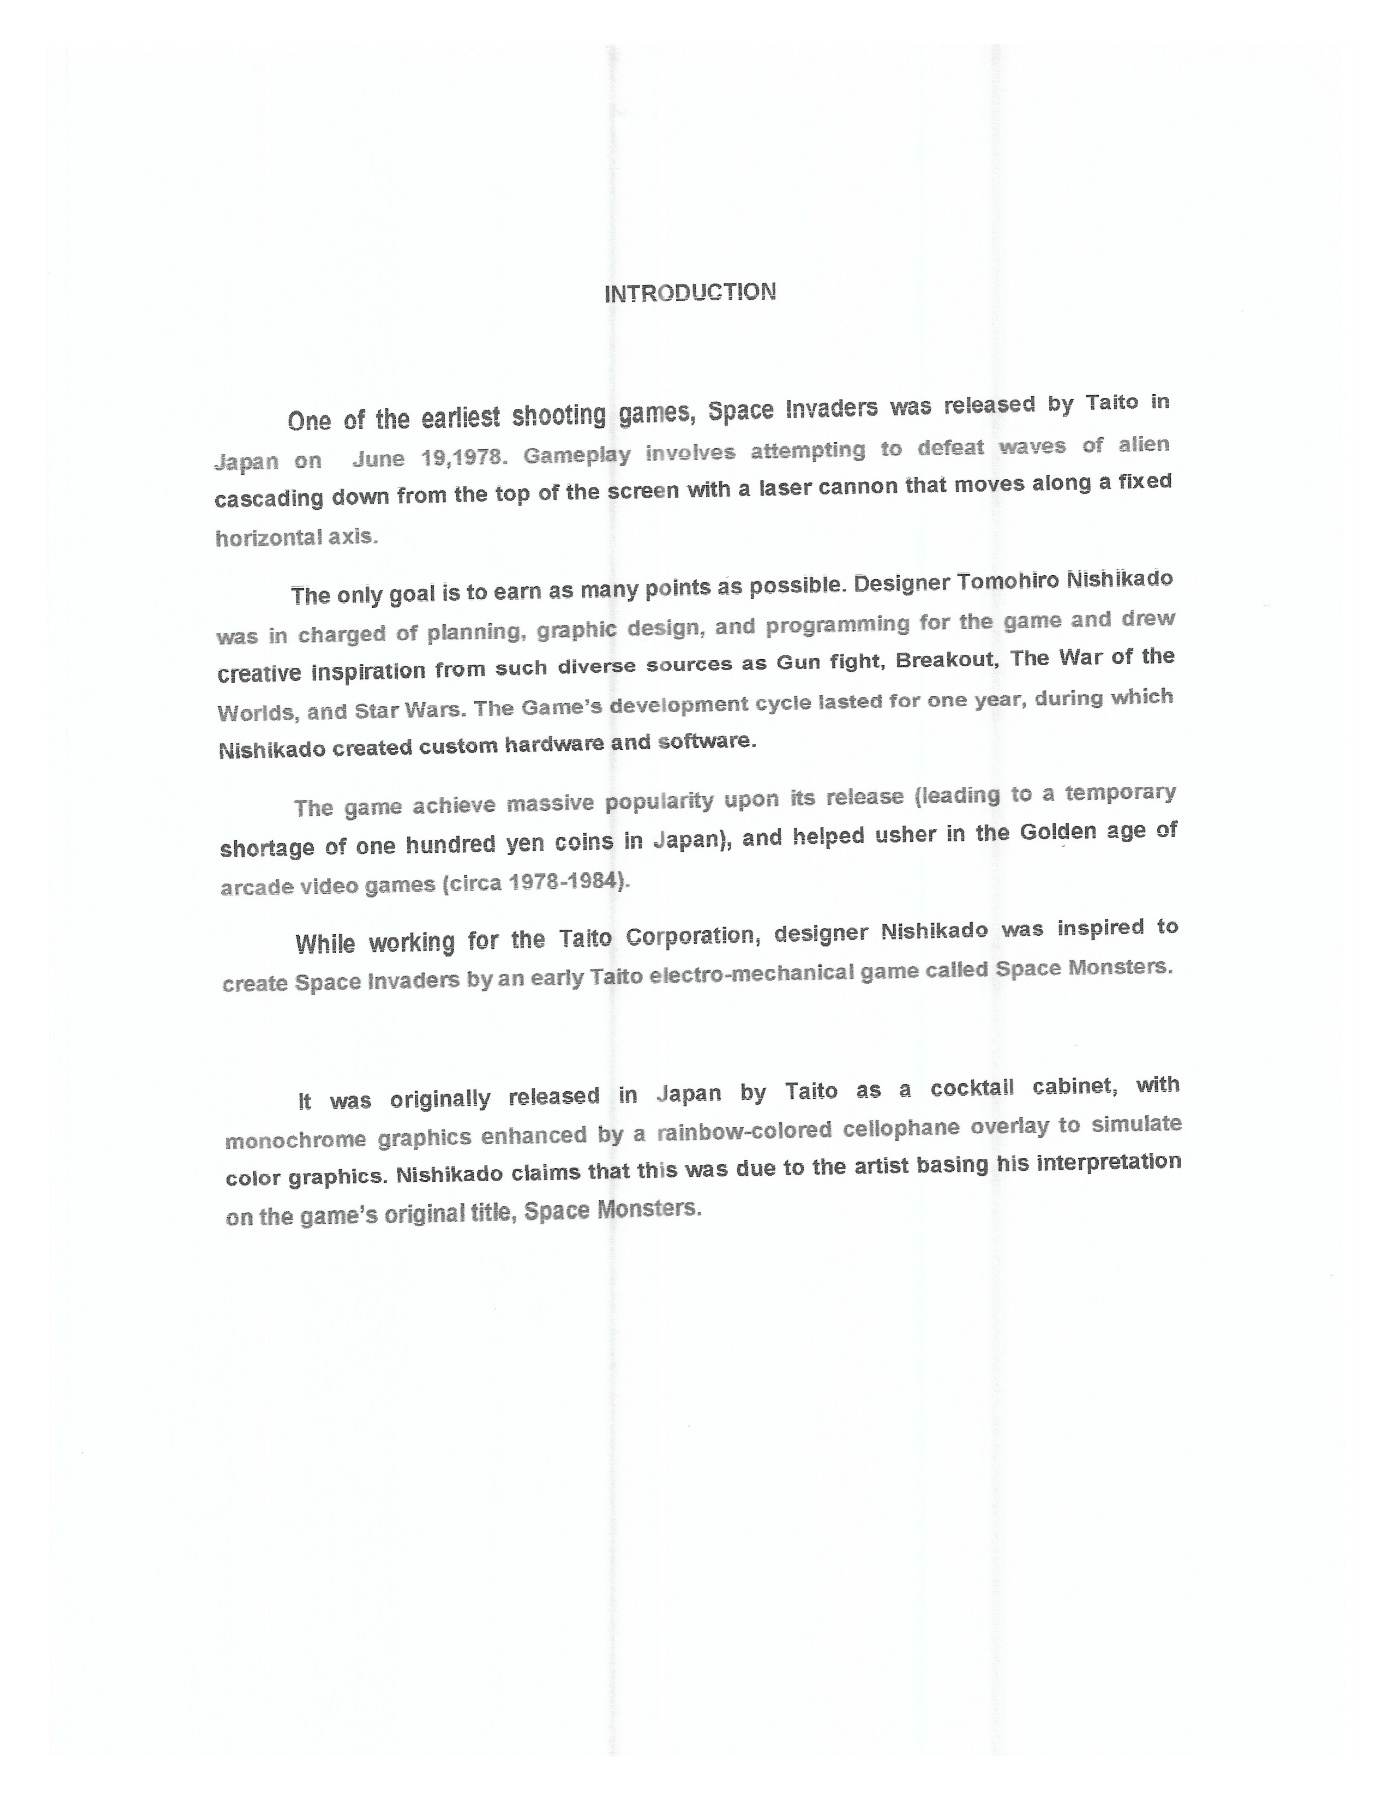 INTRODUCTION
One of the earliest shooting games, Space Invaders was released by Taito in
Japan on June 19,1978. Gameplay involves attempting to defeat waves of alien
cascading down from the top of the screen with a laser cannon that moves along a fixed
horizontal axis.
The only goal is to earn as many points as possible. Designer Tomohiro Nishikado
was in charged of planning, graphic design, and programming for the game and drew
creative inspiration from such diverse sources as Gun fight, Breakout, The War of the
Worlds, and Star Wars. The Game's development cycle lasted for one year, during which
Nishikado created custom hardware and software.
The game achieve massive popularity upon its release (leading to a temporary
shortage of one hundred yen coins in Japan), and helped usher in the Golden age of
arcade video games (circa 1978-1984).
While working for the Taito Corporation, designer Nishikado was inspired to
create Space Invaders by an early Taito electro-mechanical game called Space Monsters.
It was originally released in Japan by Taito as a cocktail cabinet, with
monochrome graphics enhanced by a rainbow-colored cellophane overlay to simulate
color graphics. Nishikado claims that this was due to the artist basing his interpretation
on the game's original title, Space Monsters.